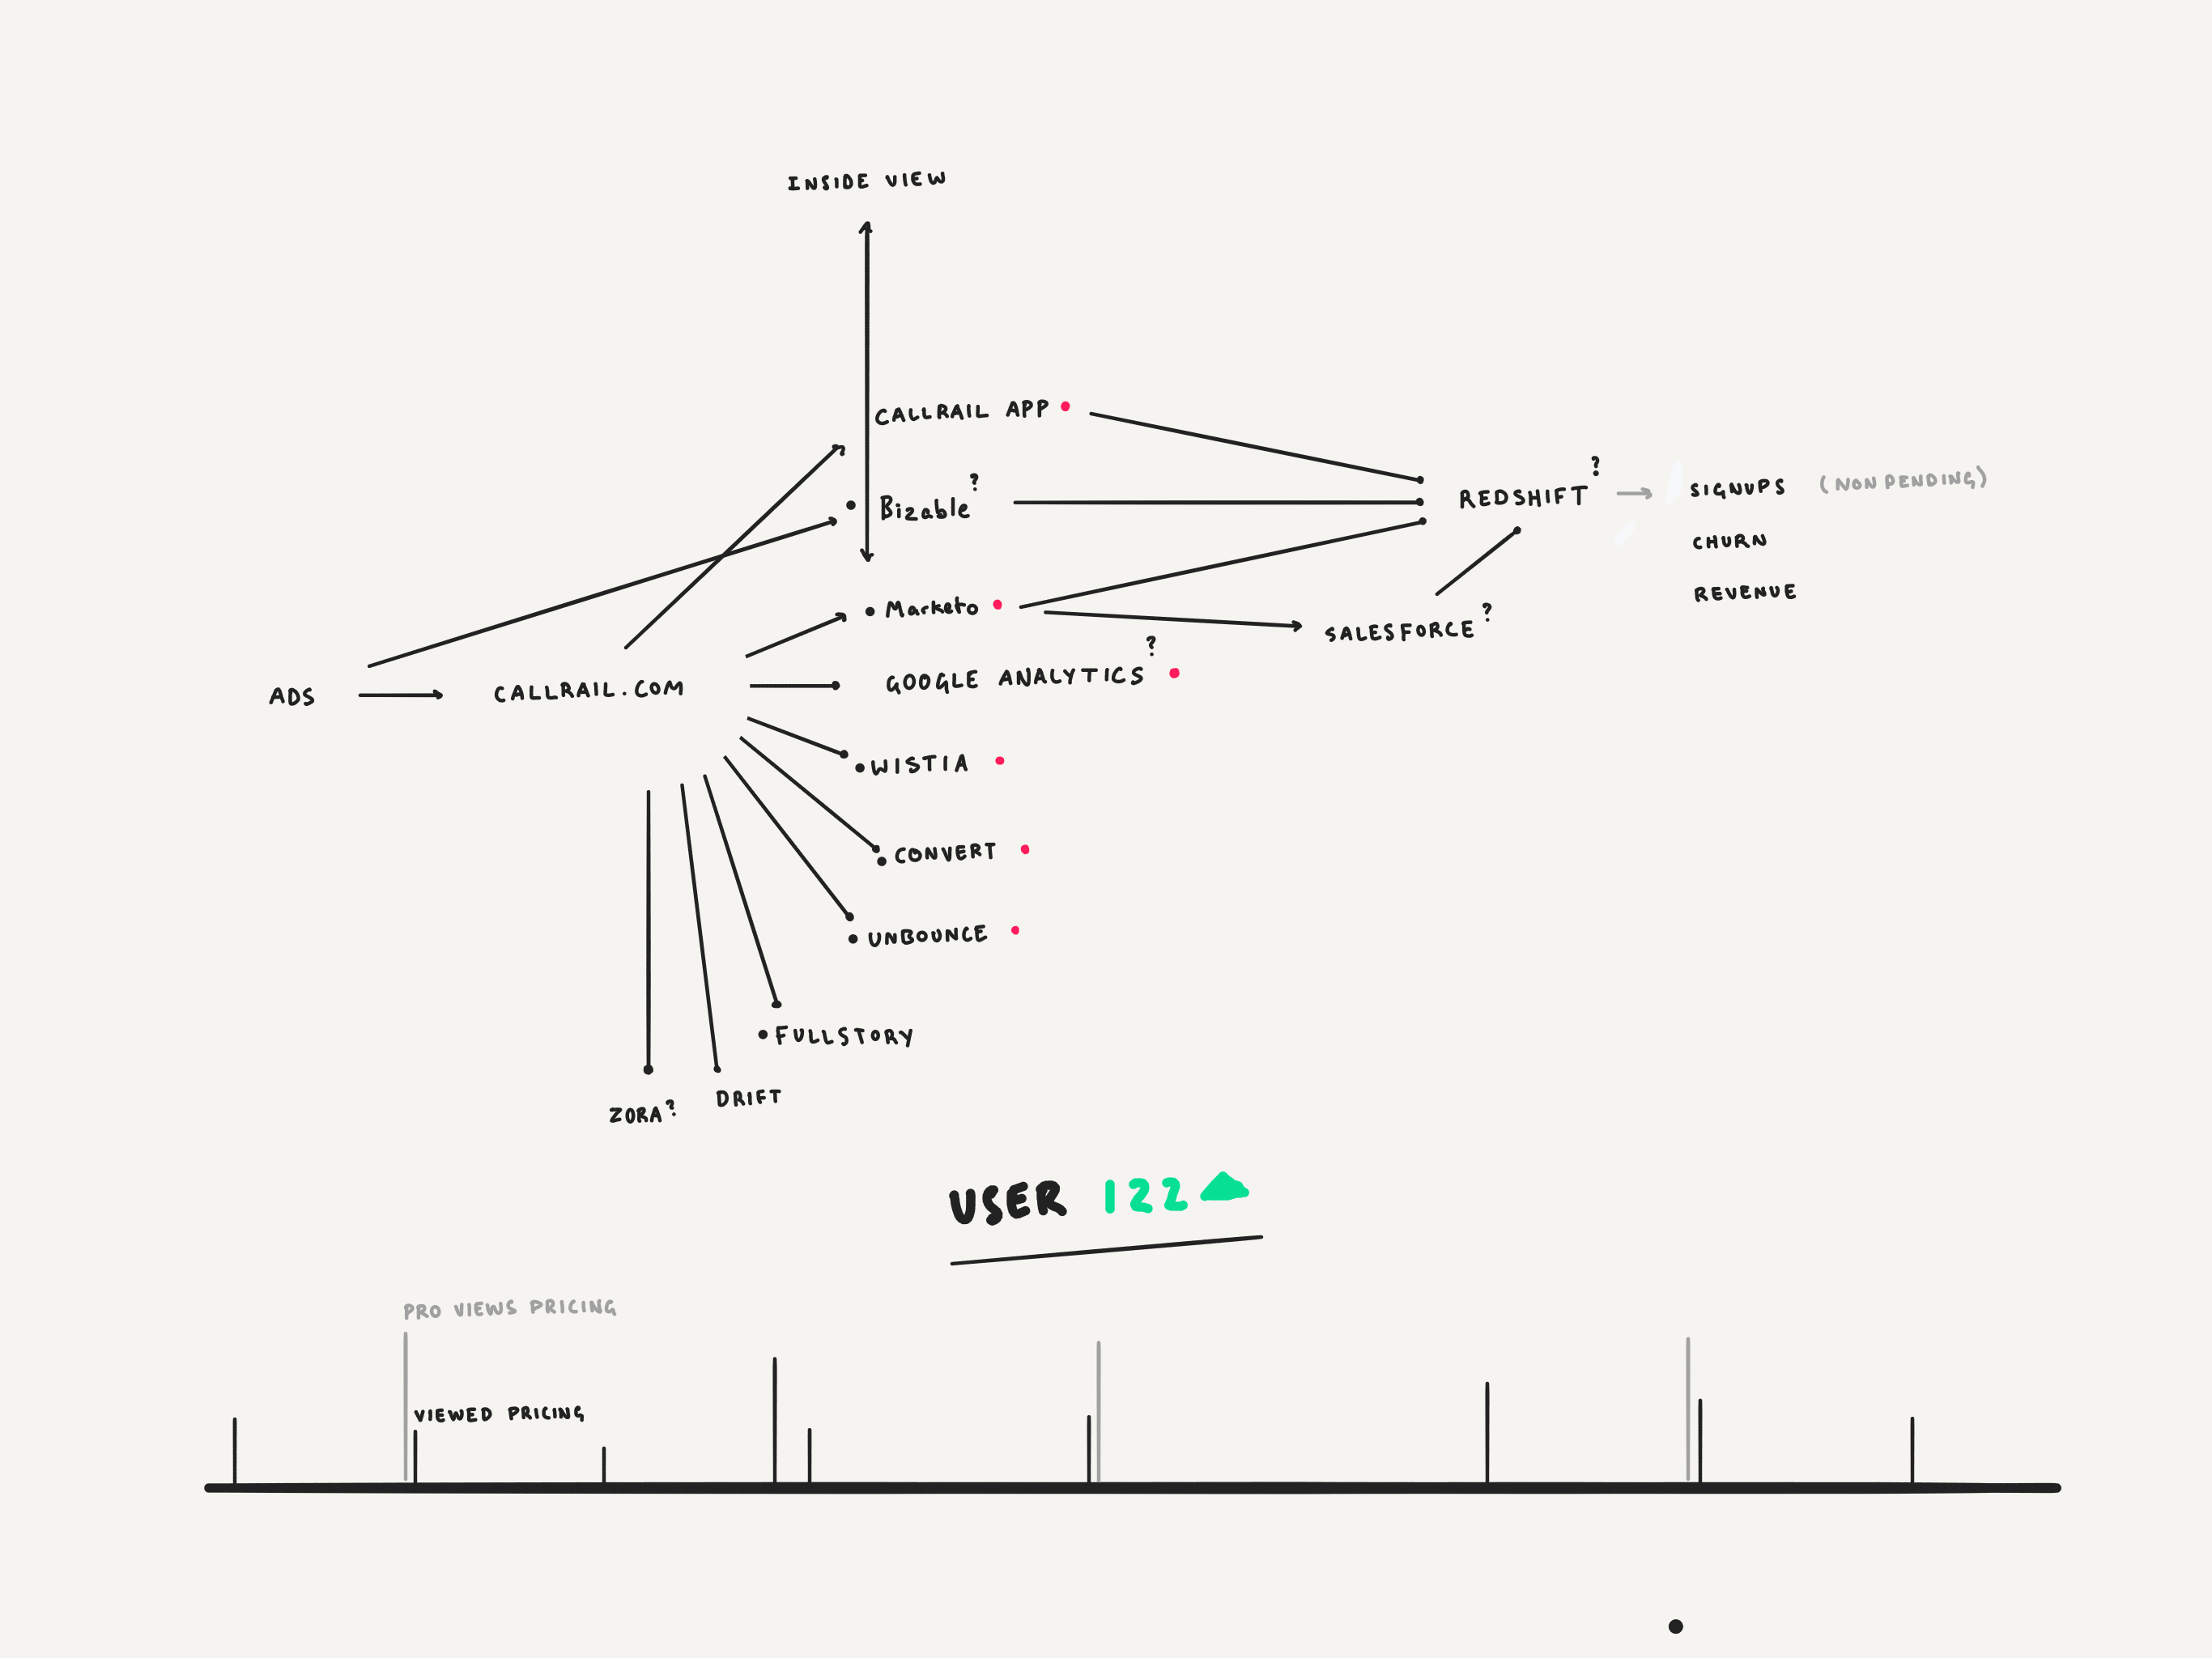 INSIDE VIEW
CALLRAIL APP
Bizable ?
REDSHIFT ?
SIGNUPS (NON PENDING)
CHURN
REVENUE
Marketo
SALESFORCE ?
GOOGLE ANALYTICS ?
ADS
CALLRAIL.COM
WISTIA
CONVERT
UNBOUNCE
FULLSTORY
DRIFT
ZORA ?
USER 122
PRO VIEWS PRICING
VIEWED PRICING